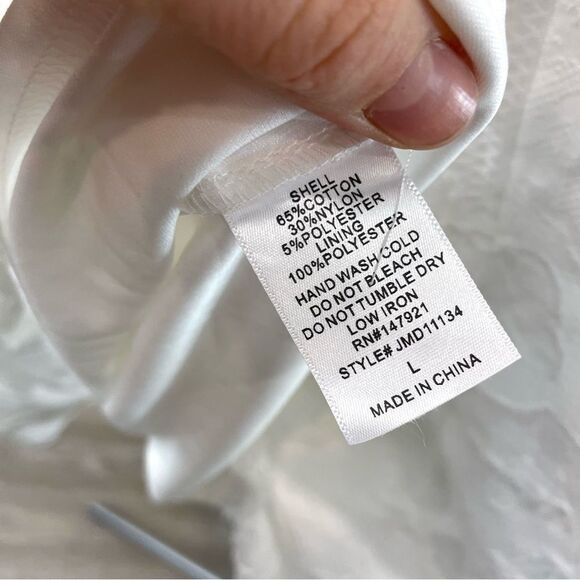 SHELL
65%COTTON
30%NYLON
5%POLYESTER
LINING
100%POLYESTER
HAND WASH COLD
DO NOT BLEACH
DO NOT TUMBLE DRY
LOW IRON
RN#147921
STYLE# JMD11134
L
MADE IN CHINA